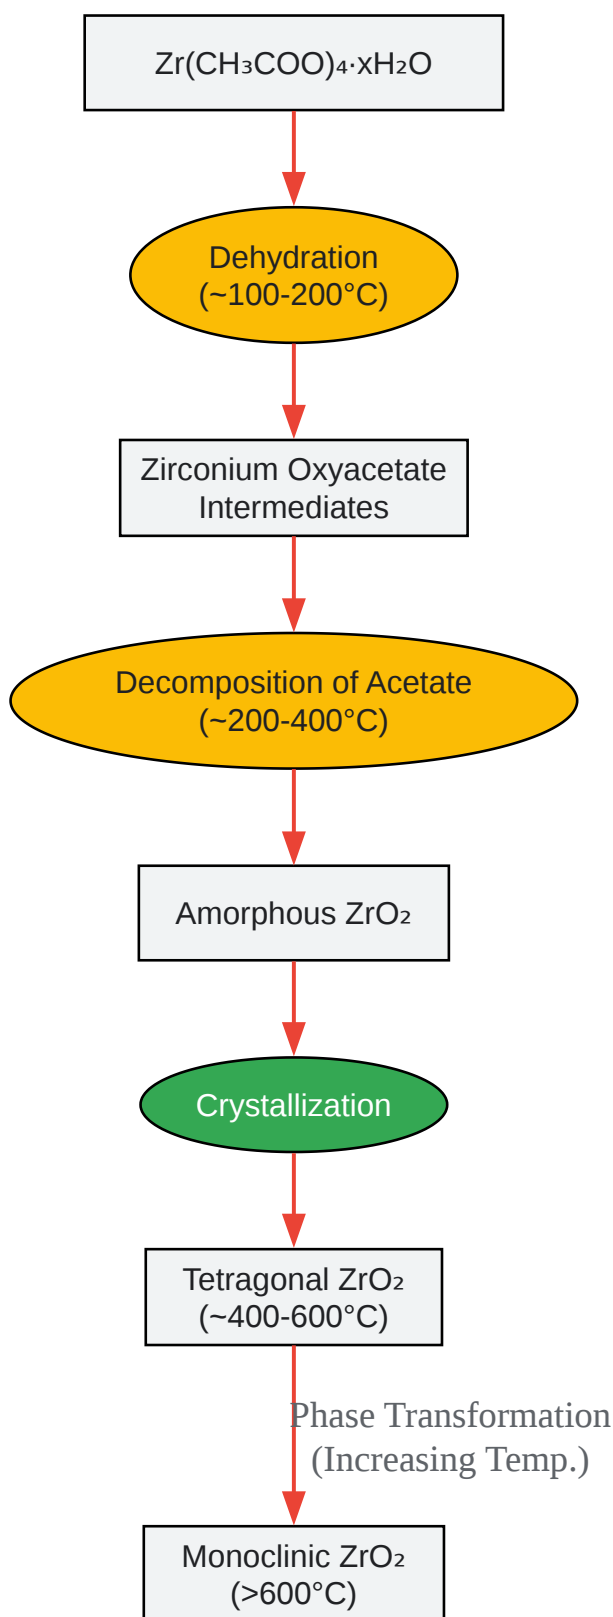 Zr(CH₃COO)₄·xH₂O
Dehydration
(~100-200°C)
Zirconium Oxyacetate
Intermediates
Decomposition of Acetate
(~200-400°C)
Amorphous ZrO₂
Crystallization
Tetragonal ZrO₂
(~400-600°C)
Phase Transformation
(Increasing Temp.)
Monoclinic ZrO₂
(>600°C)